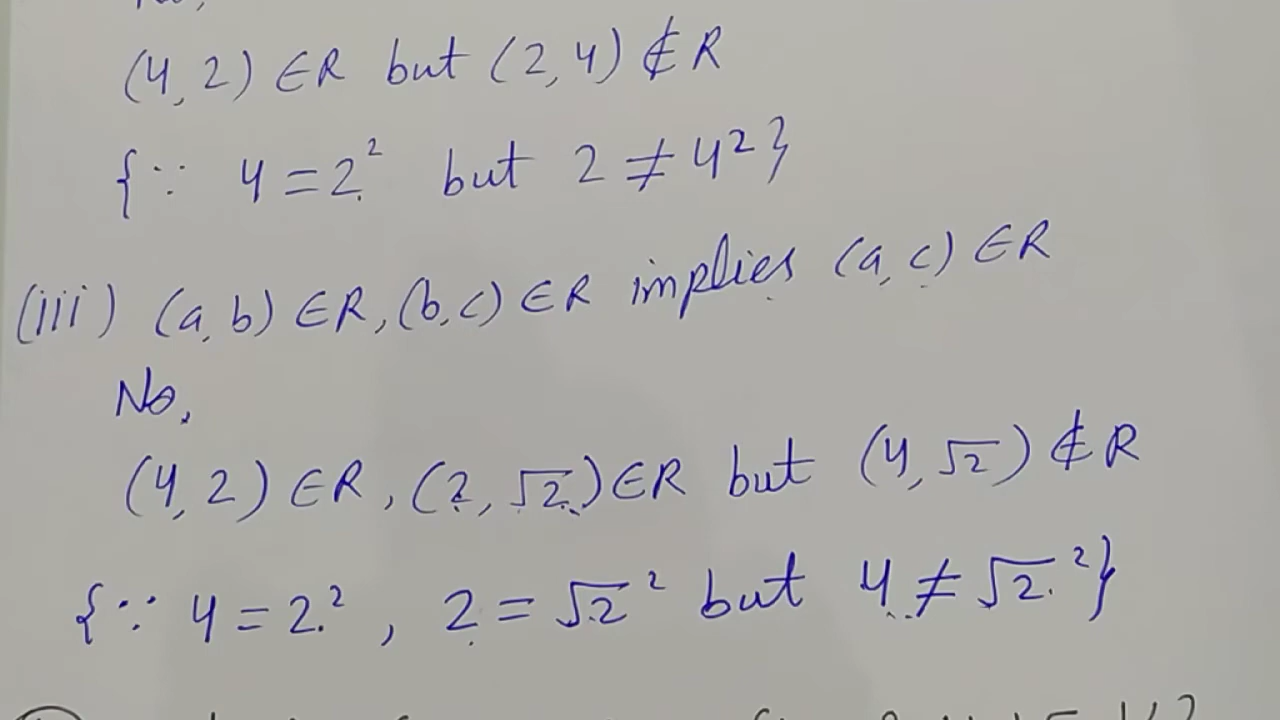 (4, 2) ∈ R but (2, 4) ∉ R
{∵ 4 = 2² but 2 ≠ 4²}
(iii) (a, b) ∈ R, (b, c) ∈ R implies (a, c) ∈ R
No,
(4, 2) ∈ R, (2, √2) ∈ R but (4, √2) ∉ R
{∵ 4 = 2², 2 = √2² but 4 ≠ √2²}